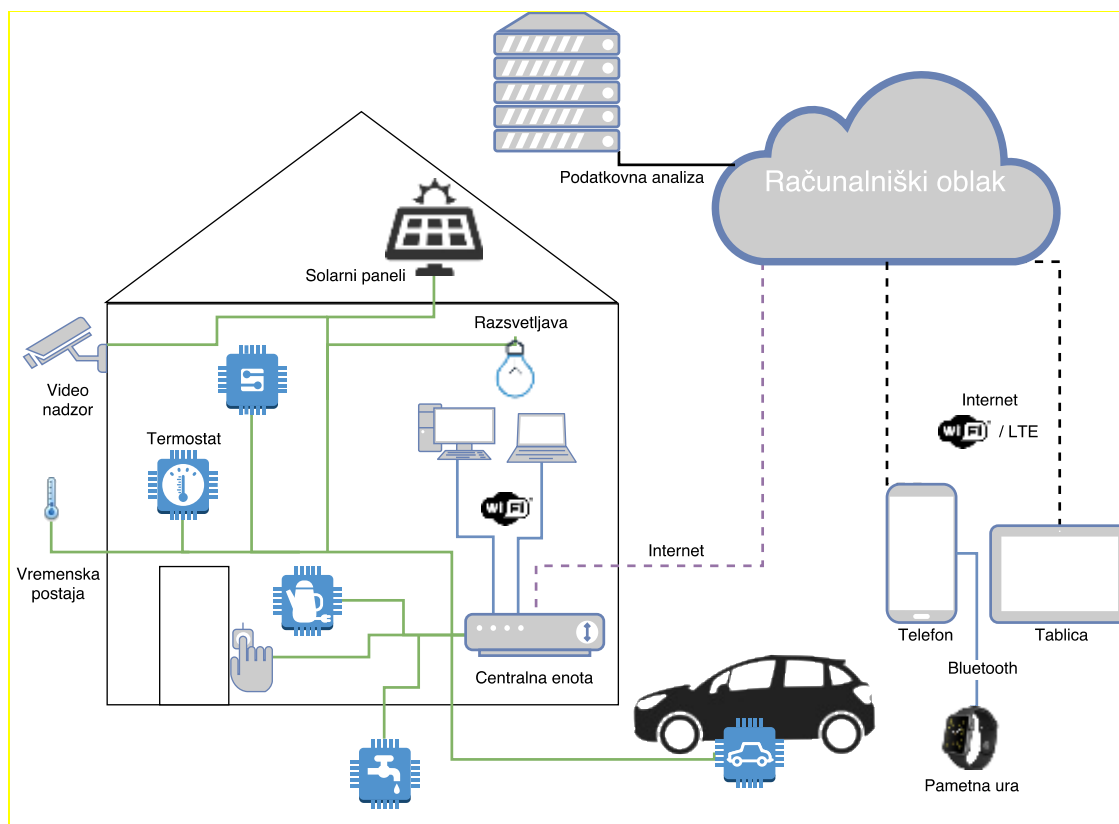 Podatkovna analiza
Računalniški oblak
Solarni paneli
Razsvetljava
Video
nadzor
Termostat
Internet
WiFi / LTE
WiFi
Vremenska
postaja
Internet
Telefon
Tablica
Centralna enota
Bluetooth
Pametna ura